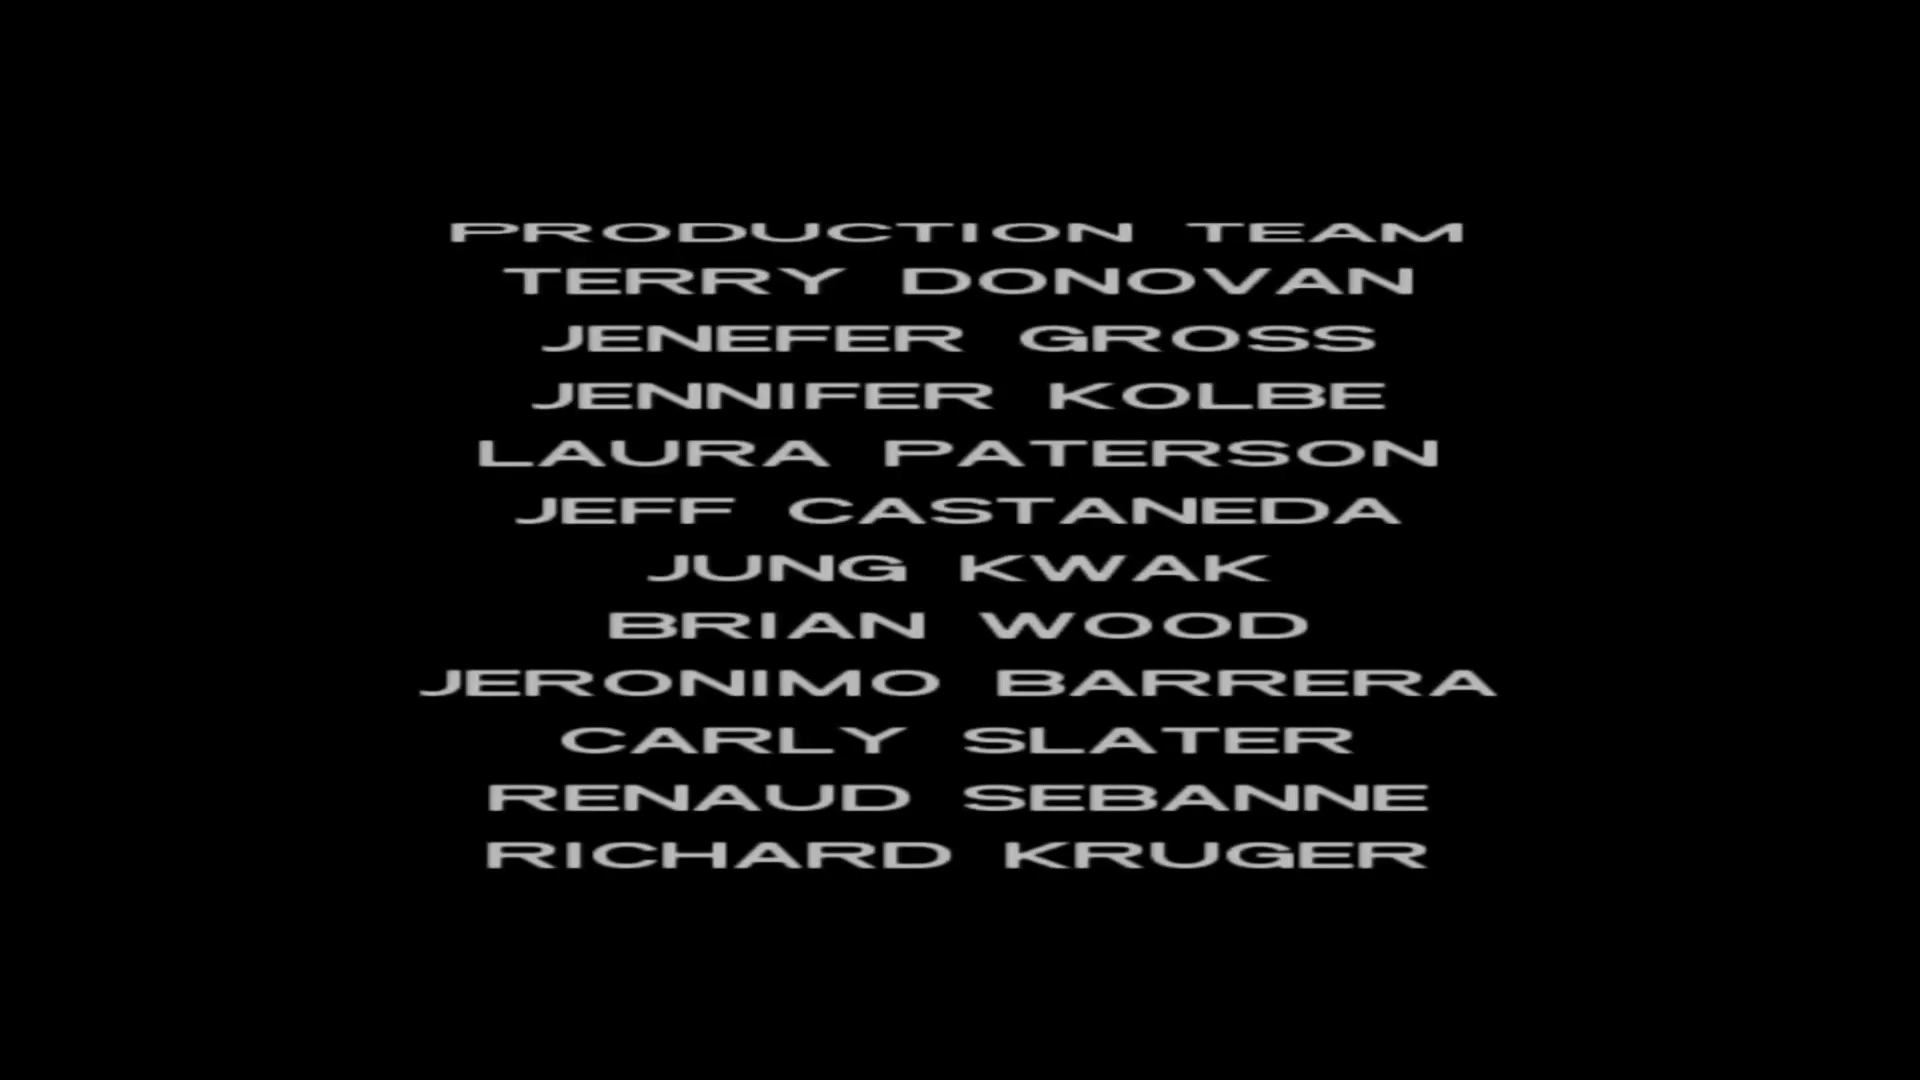 PRODUCTION TEAM
TERRY DONOVAN
JENEFER GROSS
JENNIFER KOLBE
LAURA PATERSON
JEFF CASTANEDA
JUNG KWAK
BRIAN WOOD
JERONIMO BARRERA
CARLY SLATER
RENAUD SEBANNE
RICHARD KRUGER